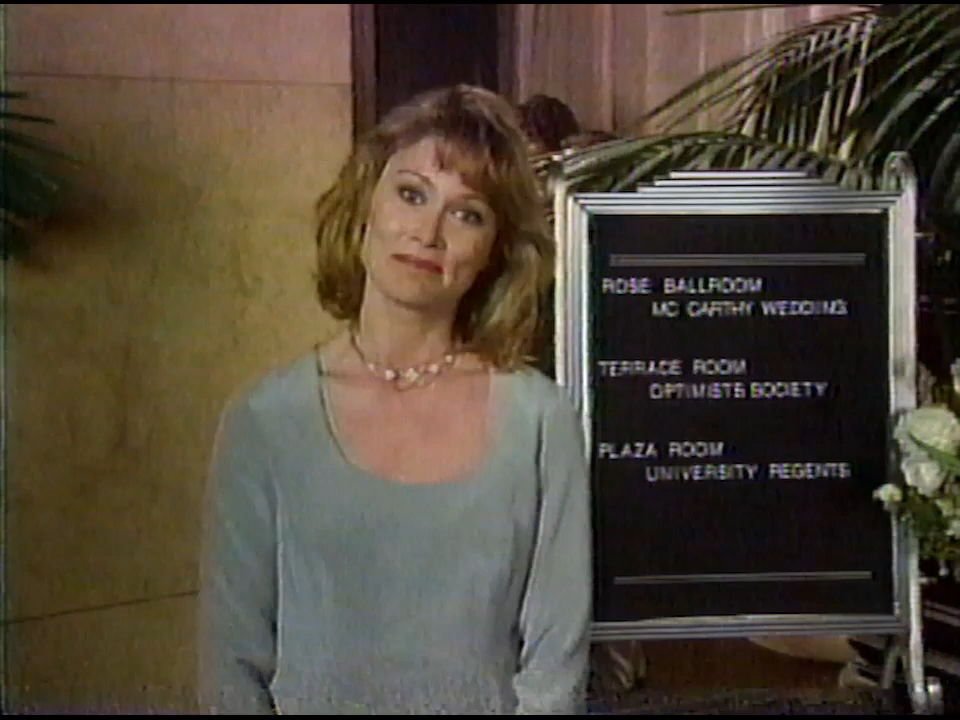 ROSE BALLROOM
MC CARTHY WEDDING
TERRACE ROOM
OPTIMISTS SOCIETY
PLAZA ROOM
UNIVERSITY REGENTS